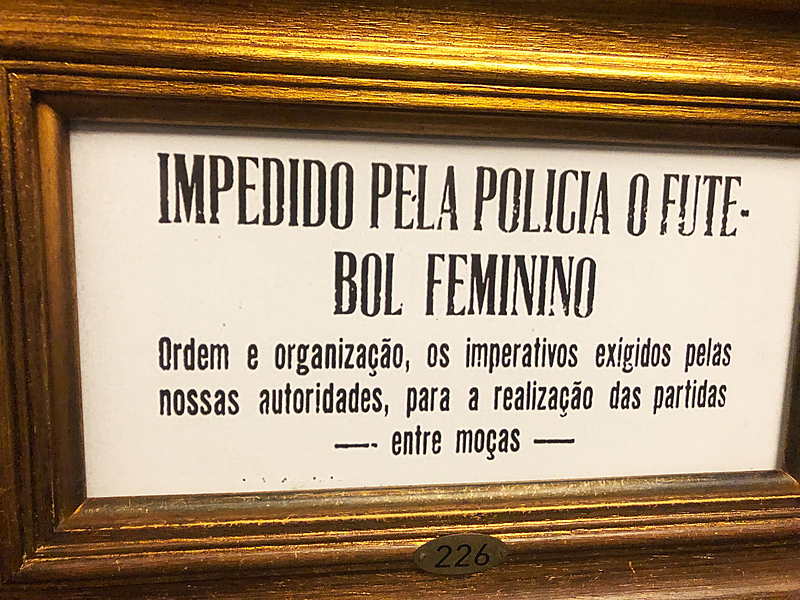 IMPEDIDO PELA POLICIA O FUTE-
BOL FEMININO
Ordem e organização, os imperativos exigidos pelas
nossas autoridades, para a realização das partidas
—- entre moças —
226